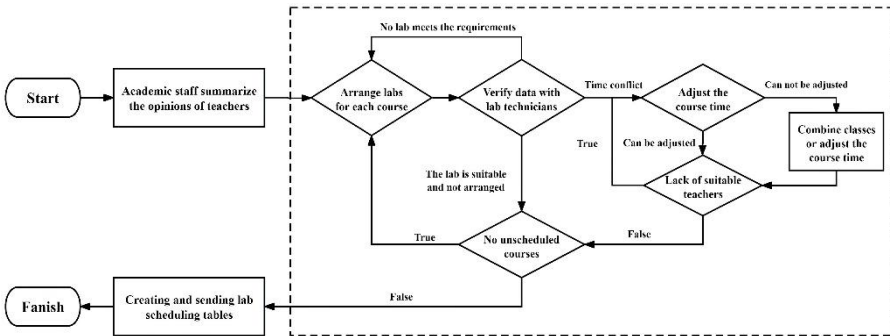 No lab meets the requirements
Start
Academic staff summarize
the opinions of teachers
Arrange labs
for each course
Verify data with
lab technicians
Time conflict
Adjust the
course time
Can not be adjusted
Combine classes
or adjust the
course time
True
Can be adjusted
The lab is suitable
and not arranged
Lack of suitable
teachers
True
No unscheduled
courses
False
False
Fanish
Creating and sending lab
scheduling tables